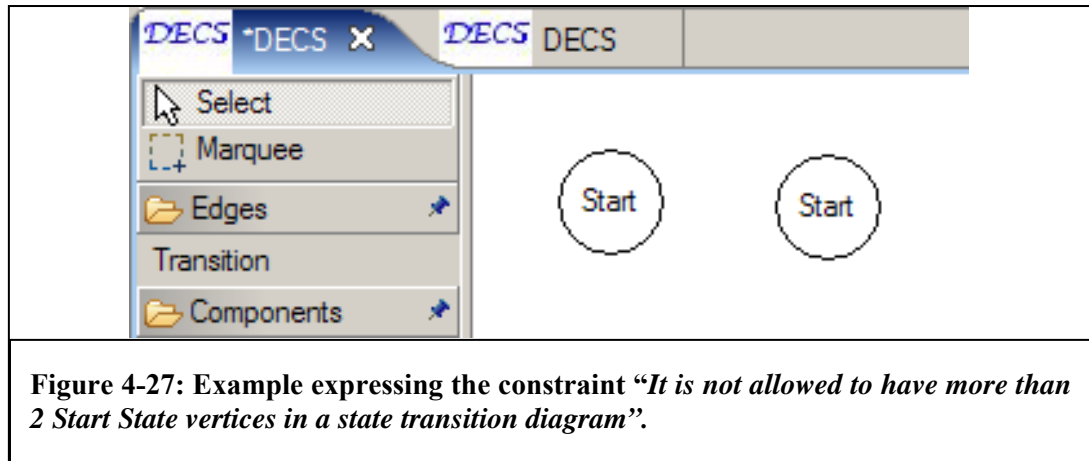 DECS *DECS DECS DECS
Select
Marquee
Edges
Start Start
Transition
Components
Figure 4-27: Example expressing the constraint “It is not allowed to have more than
2 Start State vertices in a state transition diagram”.